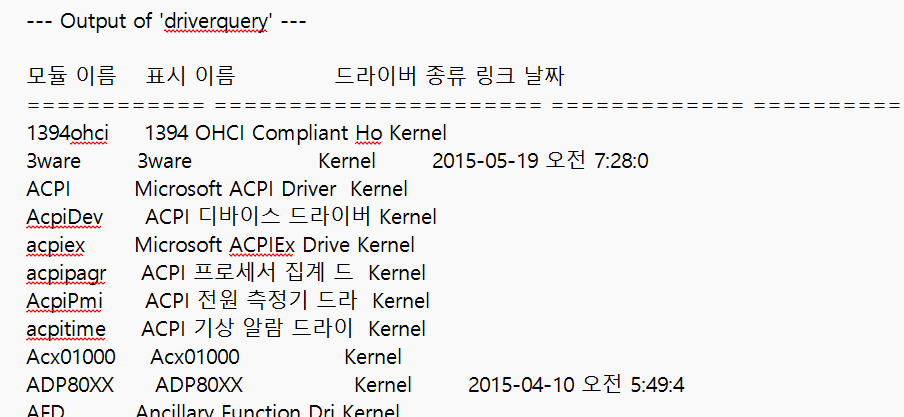 --- Output of 'driverquery' ---
모듈 이름 표시 이름 드라이버 종류 링크 날짜
============ ====================== ============= ==========
1394ohci 1394 OHCI Compliant Ho Kernel
3ware 3ware Kernel 2015-05-19 오전 7:28:0
ACPI Microsoft ACPI Driver Kernel
AcpiDev ACPI 디바이스 드라이버 Kernel
acpiex Microsoft ACPIEx Drive Kernel
acpipagr ACPI 프로세서 집계 드 Kernel
AcpiPmi ACPI 전원 측정기 드라 Kernel
acpitime ACPI 기상 알람 드라이 Kernel
Acx01000 Acx01000 Kernel
ADP80XX ADP80XX Kernel 2015-04-10 오전 5:49:4
AFD Ancillary Function Dri Kernel